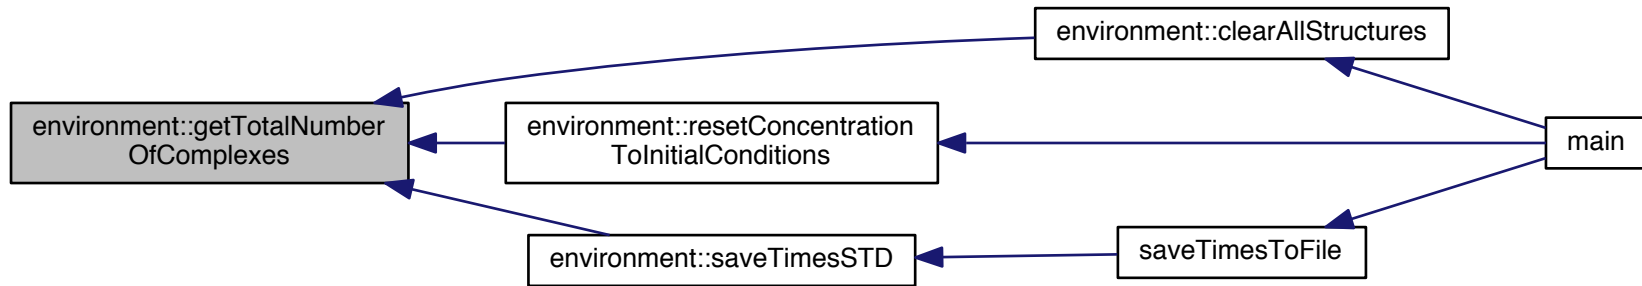 environment::clearAllStructures
environment::getTotalNumber
OfComplexes
environment::resetConcentration
ToInitialConditions
main
environment::saveTimesSTD
saveTimesToFile